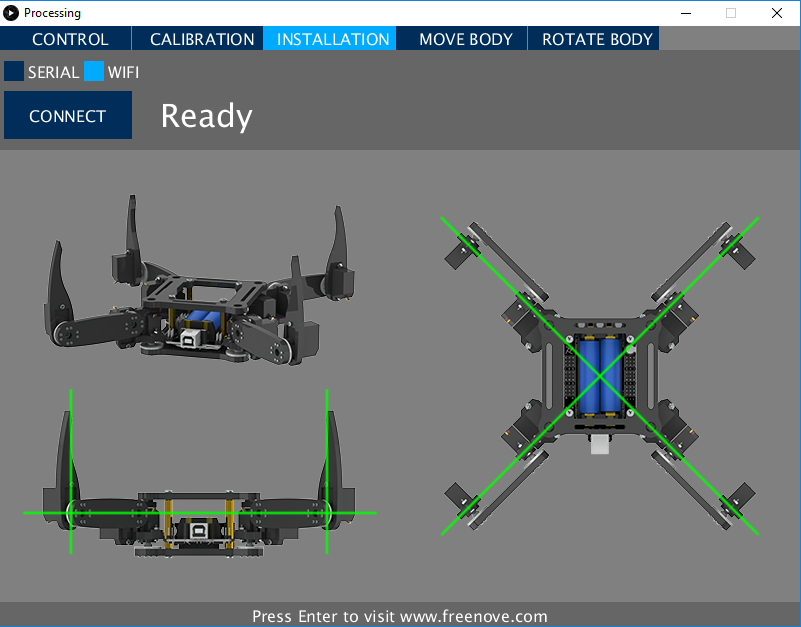 Processing
CONTROL CALIBRATION INSTALLATION MOVE BODY ROTATE BODY
SERIAL WIFI
CONNECT Ready
Press Enter to visit www.freenove.com